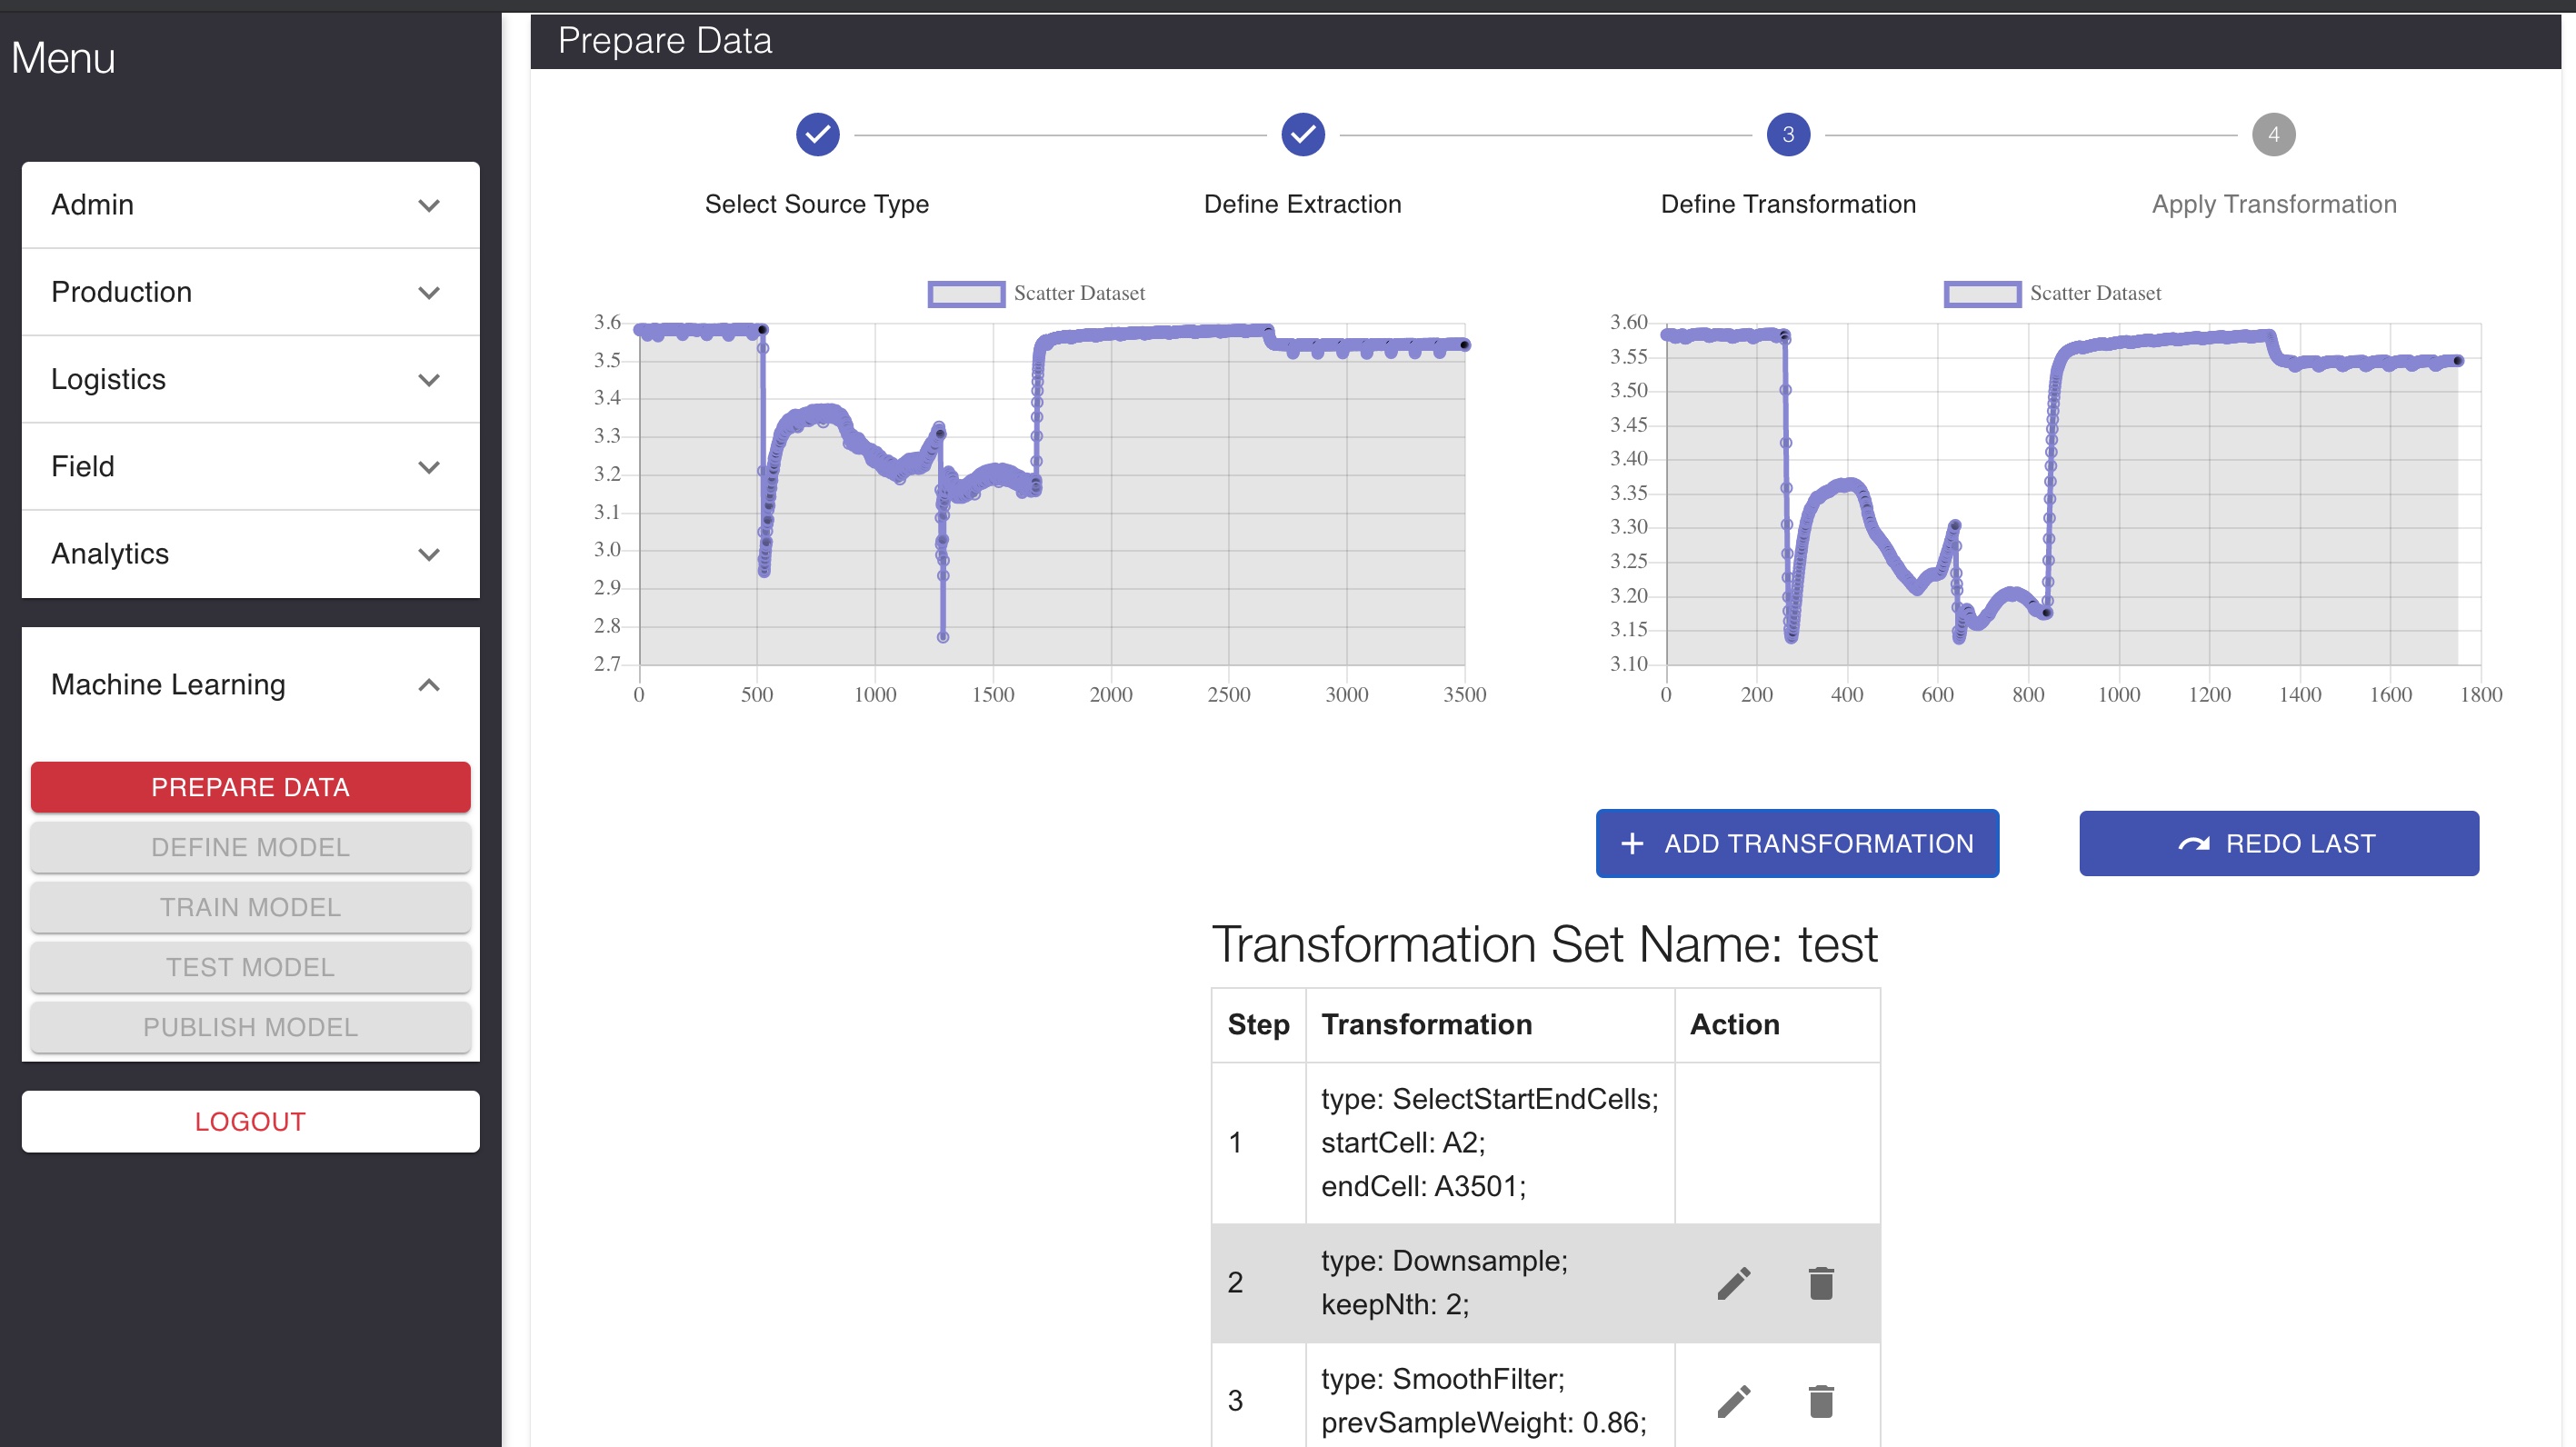 Menu
Admin
Production
Logistics
Field
Analytics
Machine Learning
PREPARE DATA
DEFINE MODEL
TRAIN MODEL
TEST MODEL
PUBLISH MODEL
LOGOUT
Prepare Data
3
4
Select Source Type
Define Extraction
Define Transformation
Apply Transformation
Scatter Dataset
3.6
3.5
3.4
3.3
3.2
3.1
3.0
2.9
2.8
2.7
0 500 1000 1500 2000 2500 3000 3500
Scatter Dataset
3.60
3.55
3.50
3.45
3.40
3.35
3.30
3.25
3.20
3.15
3.10
0 200 400 600 800 1000 1200 1400 1600 1800
ADD TRANSFORMATION
REDO LAST
Transformation Set Name: test
Step Transformation Action
1
type: SelectStartEndCells;
startCell: A2;
endCell: A3501;
2
type: Downsample;
keepNth: 2;
3
type: SmoothFilter;
prevSampleWeight: 0.86;